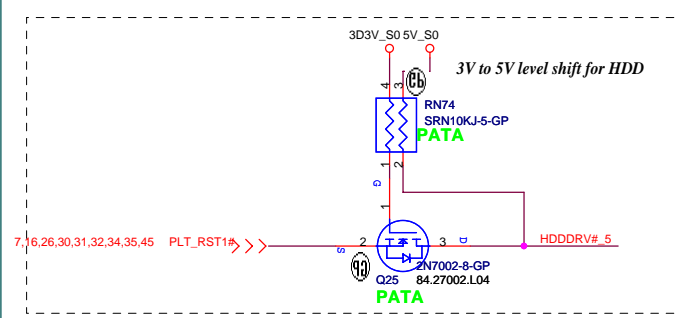 3D3V_S0 5V_S0
3V to 5V level shift for HDD
4 3
RN74
SRN10KJ-5-GP
PATA
1 2
G
1
7,16,26,30,31,32,34,35,45 PLT_RST1#
2
3
S
D
HDDDRV#_5
2N7002-8-GP
Q25
84.27002.L04
PATA